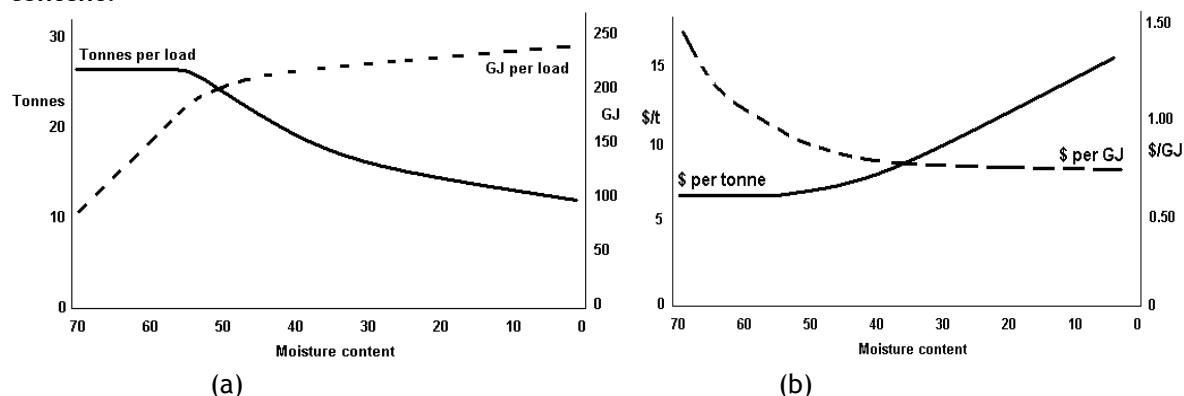 30
20
10
0
Tonnes
Tonnes per load
GJ per load
250
200
GJ
150
100
50
0
70 60 50 40 30 20 10 0
Moisture content
(a)
15
$/t
10
5
0
$ per tonne
$ per GJ
1.50
1.00
$/GJ
0.50
0
70 60 50 40 30 20 10 0
Moisture content
(b)